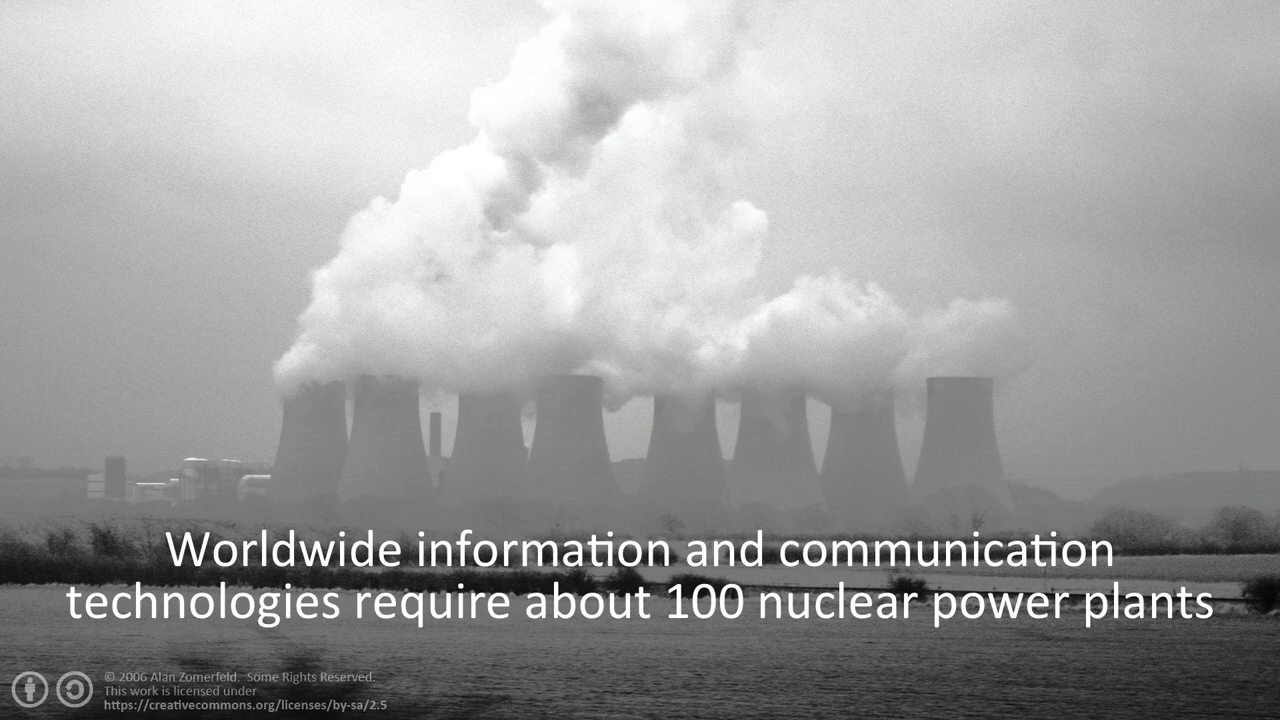 Worldwide information and communication
technologies require about 100 nuclear power plants
© 2006 Alan Zomerfeld. Some Rights Reserved.
This work is licensed under
https://creativecommons.org/licenses/by-sa/2.5